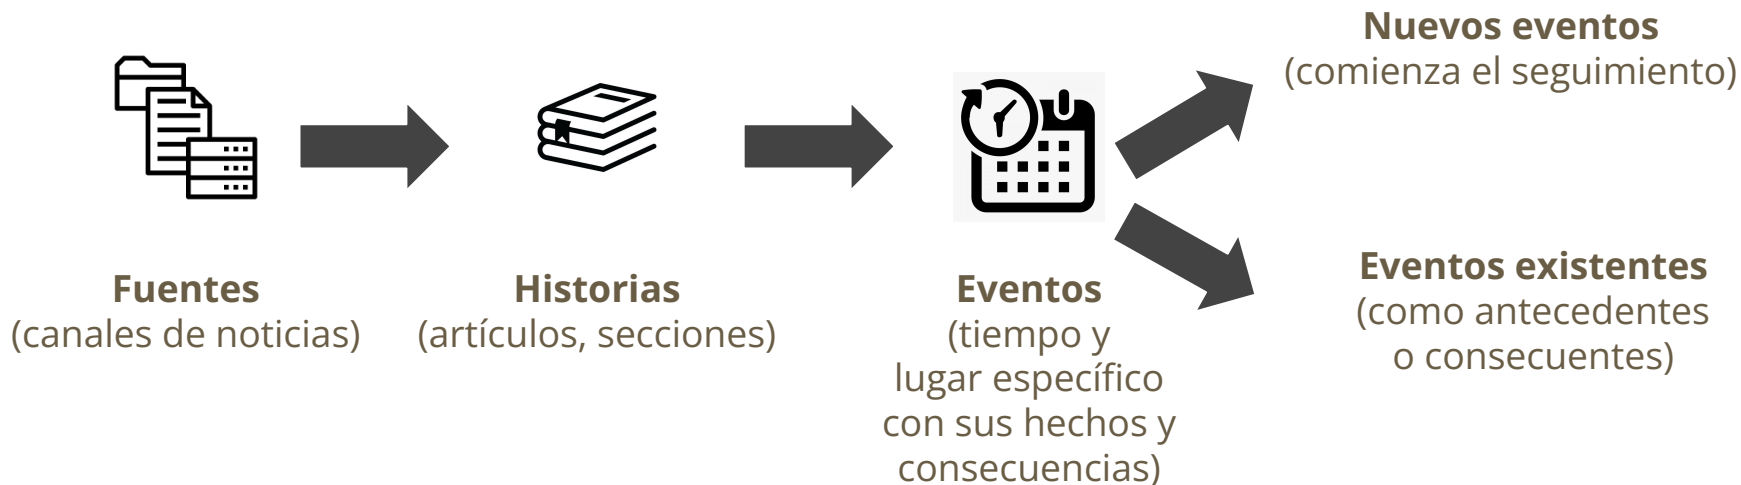 Fuentes
(canales de noticias)
Historias
(artículos, secciones)
Eventos
(tiempo y
lugar específico
con sus hechos y
consecuencias)
Nuevos eventos
(comienza el seguimiento)
Eventos existentes
(como antecedentes
o consecuentes)